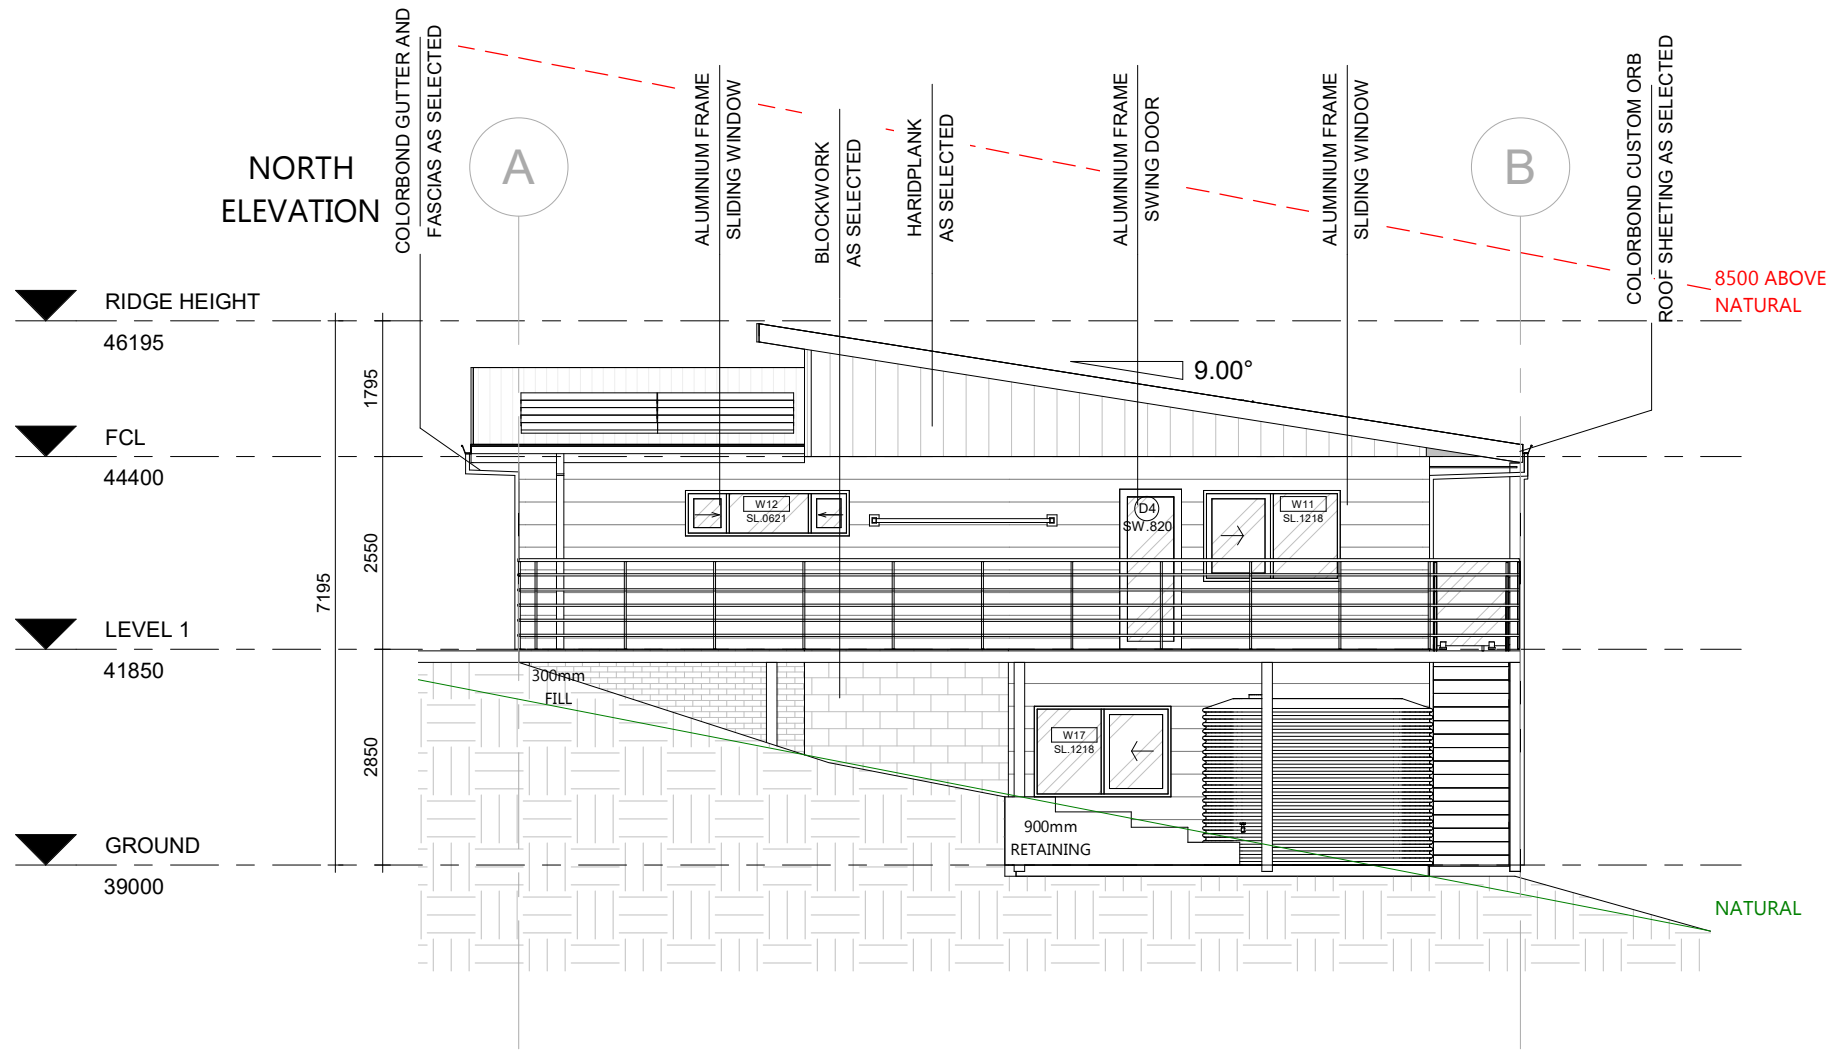 COLORBOND GUTTER AND
FASCIAS AS SELECTED
ALUMINIUM FRAME
SLIDING WINDOW
BLOCKWORK
AS SELECTED
HARIDPLANK
AS SELECTED
ALUMINIUM FRAME
SWING DOOR
ALUMINIUM FRAME
SLIDING WINDOW
COLORBOND CUSTOM ORB
ROOF SHEETING AS SELECTED
NORTH
ELEVATION
A
B
8500 ABOVE
NATURAL
RIDGE HEIGHT
46195
9.00°
1795
FCL
44400
W12
SL.0621
D4
SW.820
W11
SL.1218
2550
7195
LEVEL 1
41850
300mm
FILL
2850
W17
SL.1218
900mm
RETAINING
GROUND
39000
NATURAL